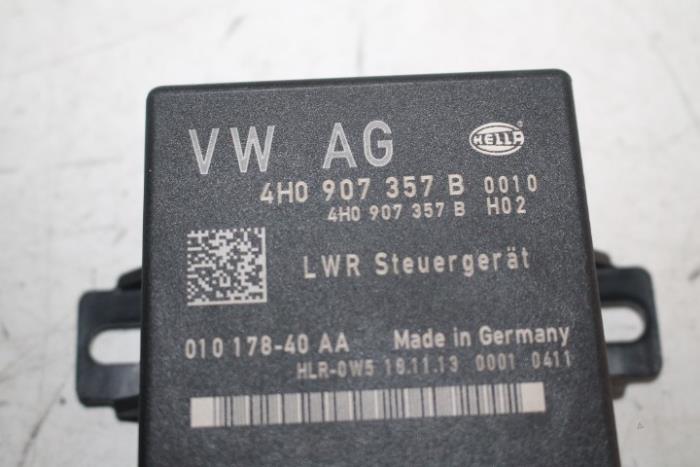 VW AG
HELLA ®
4H0 907 357 B 0010
4H0 907 357 B H02
LWR Steuergerät
010 178-40 AA Made in Germany
HLR-0W5 18.11.13 0001 0411